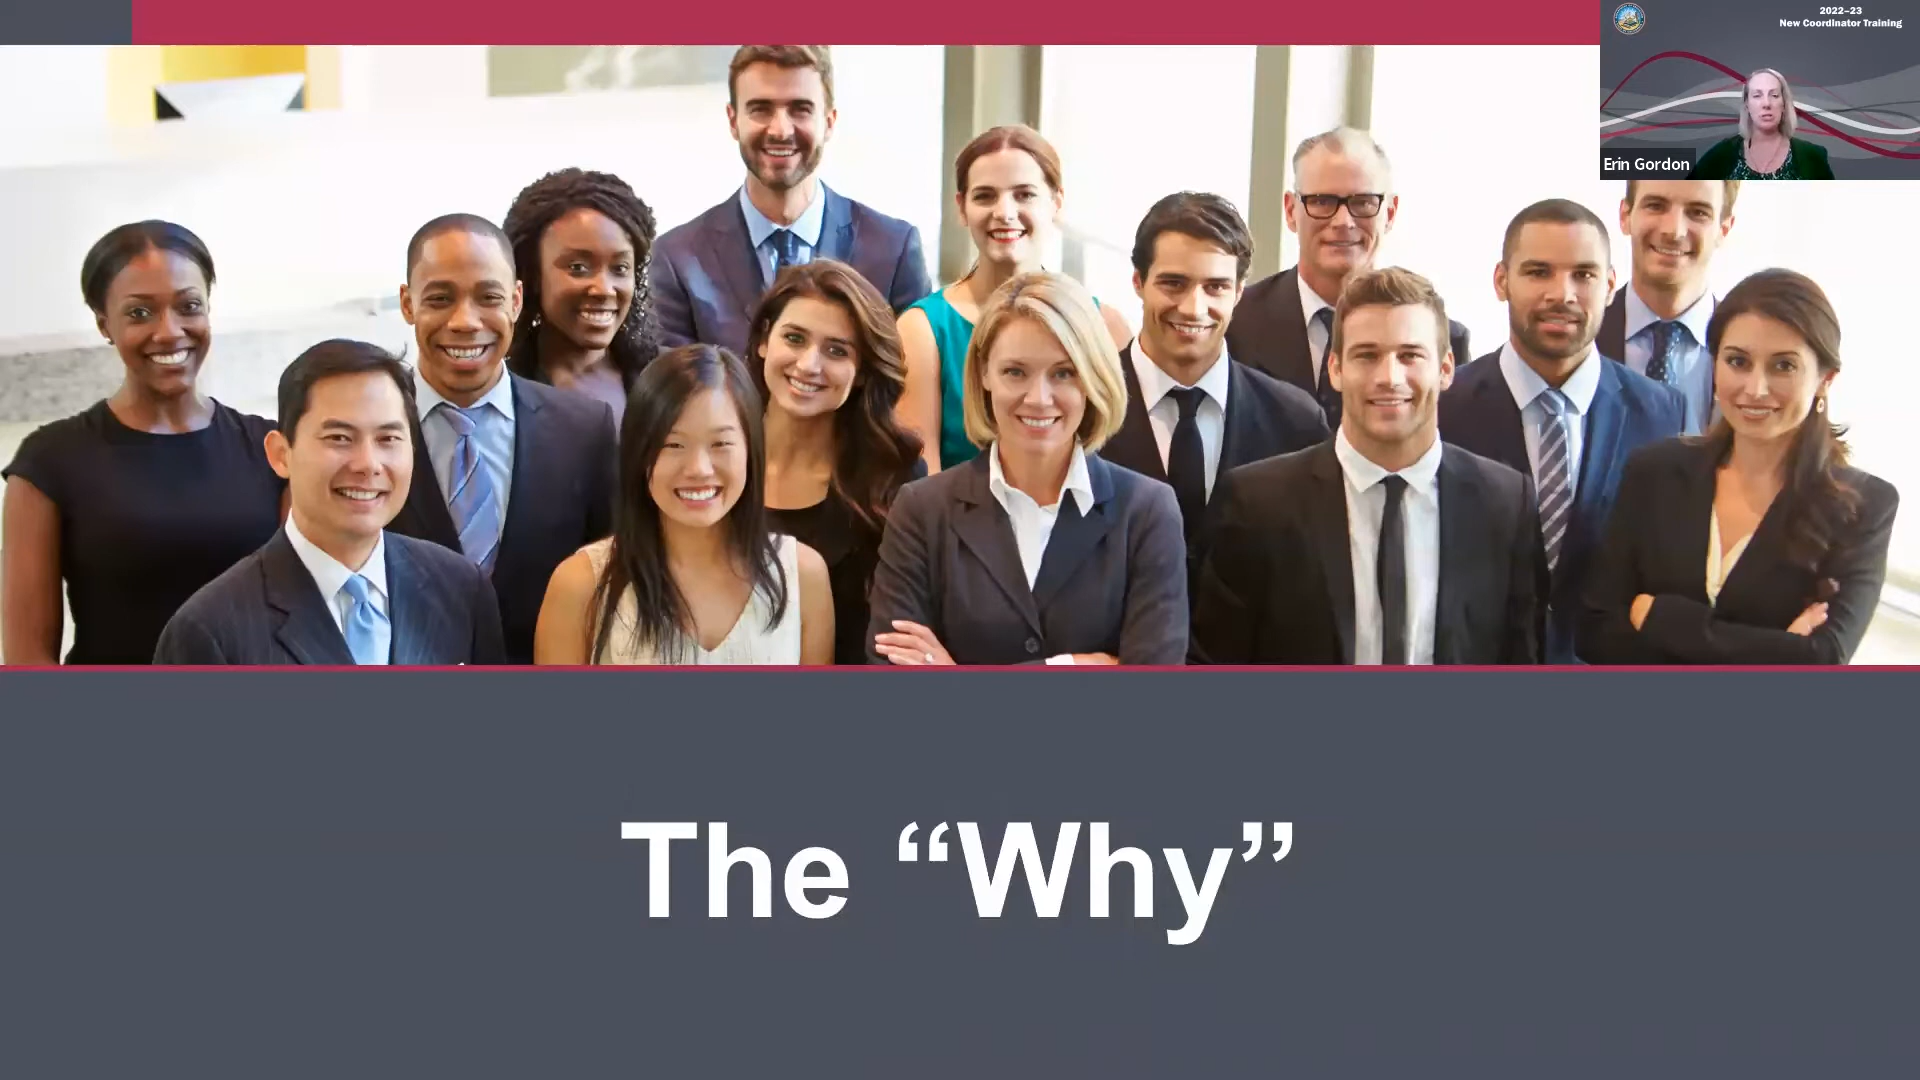 2022–23
New Coordinator Training
Erin Gordon
The “Why”